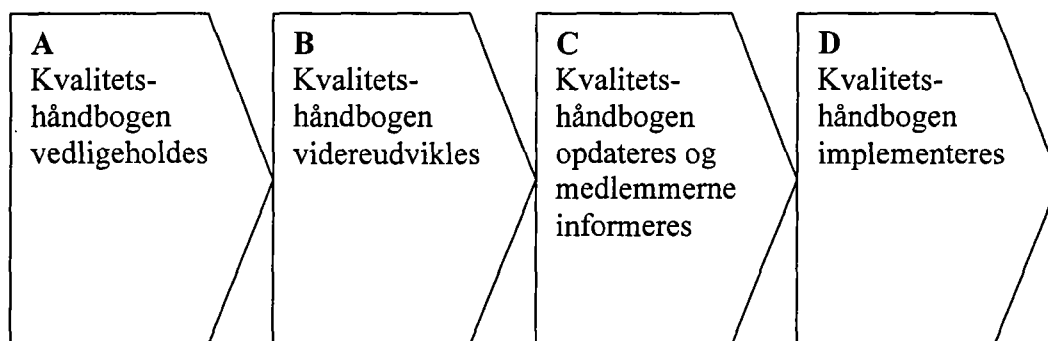 A
Kvalitets-
håndbogen
vedligeholdes
B
Kvalitets-
håndbogen
videreudvikles
C
Kvalitets-
håndbogen
opdateres og
medlemmerne
informeres
D
Kvalitets-
håndbogen
implementeres